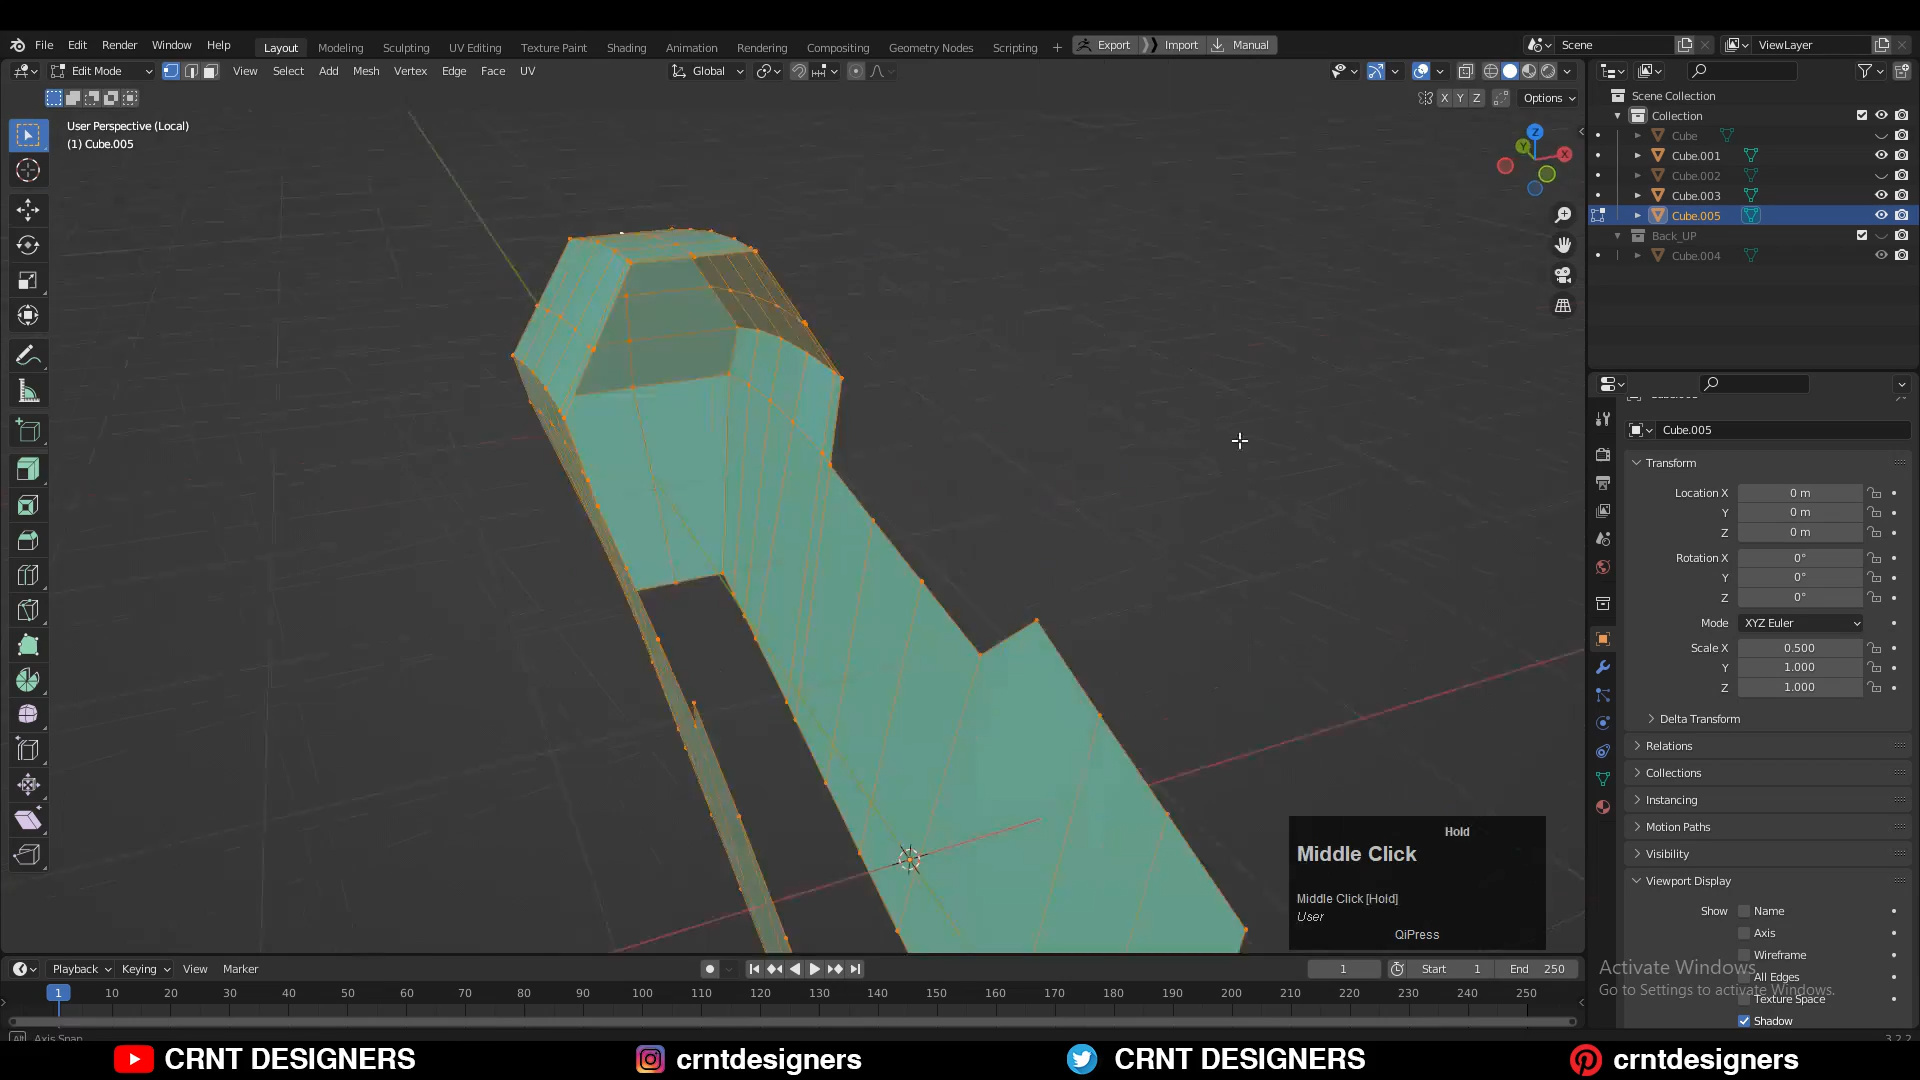 File Edit Render Window Help
Layout Modeling Sculpting UV Editing Texture Paint Shading Animation Rendering Compositing Geometry Nodes Scripting +
Export Import Manual
Scene
ViewLayer
Edit Mode
View Select Add Mesh Vertex Edge Face UV
Global
X Y Z
Options
User Perspective (Local)
(1) Cube.005
Z
Y
X
Scene Collection
Collection
Cube
Cube.001
Cube.002
Cube.003
Cube.005
Back_UP
Cube.004
Cube.005
Transform
Location X 0 m
Y 0 m
Z 0 m
Rotation X 0°
Y 0°
Z 0°
Mode XYZ Euler
Scale X 0.500
Y 1.000
Z 1.000
Delta Transform
Relations
Collections
Instancing
Motion Paths
Visibility
Viewport Display
Show Name
Axis
Wireframe
All Edges
Texture Space
Shadow
Activate Windows
Go to Settings to activate Windows.
Hold
Middle Click
Middle Click [Hold]
User
QiPress
Playback Keying View Marker
1
Start 1
End 250
1 10 20 30 40 50 60 70 80 90 100 110 120 130 140 150 160 170 180 190 200 210 220 230 240 250
Alt Axis Snap
3.2.2
CRNT DESIGNERS
crntdesigners
CRNT DESIGNERS
crntdesigners